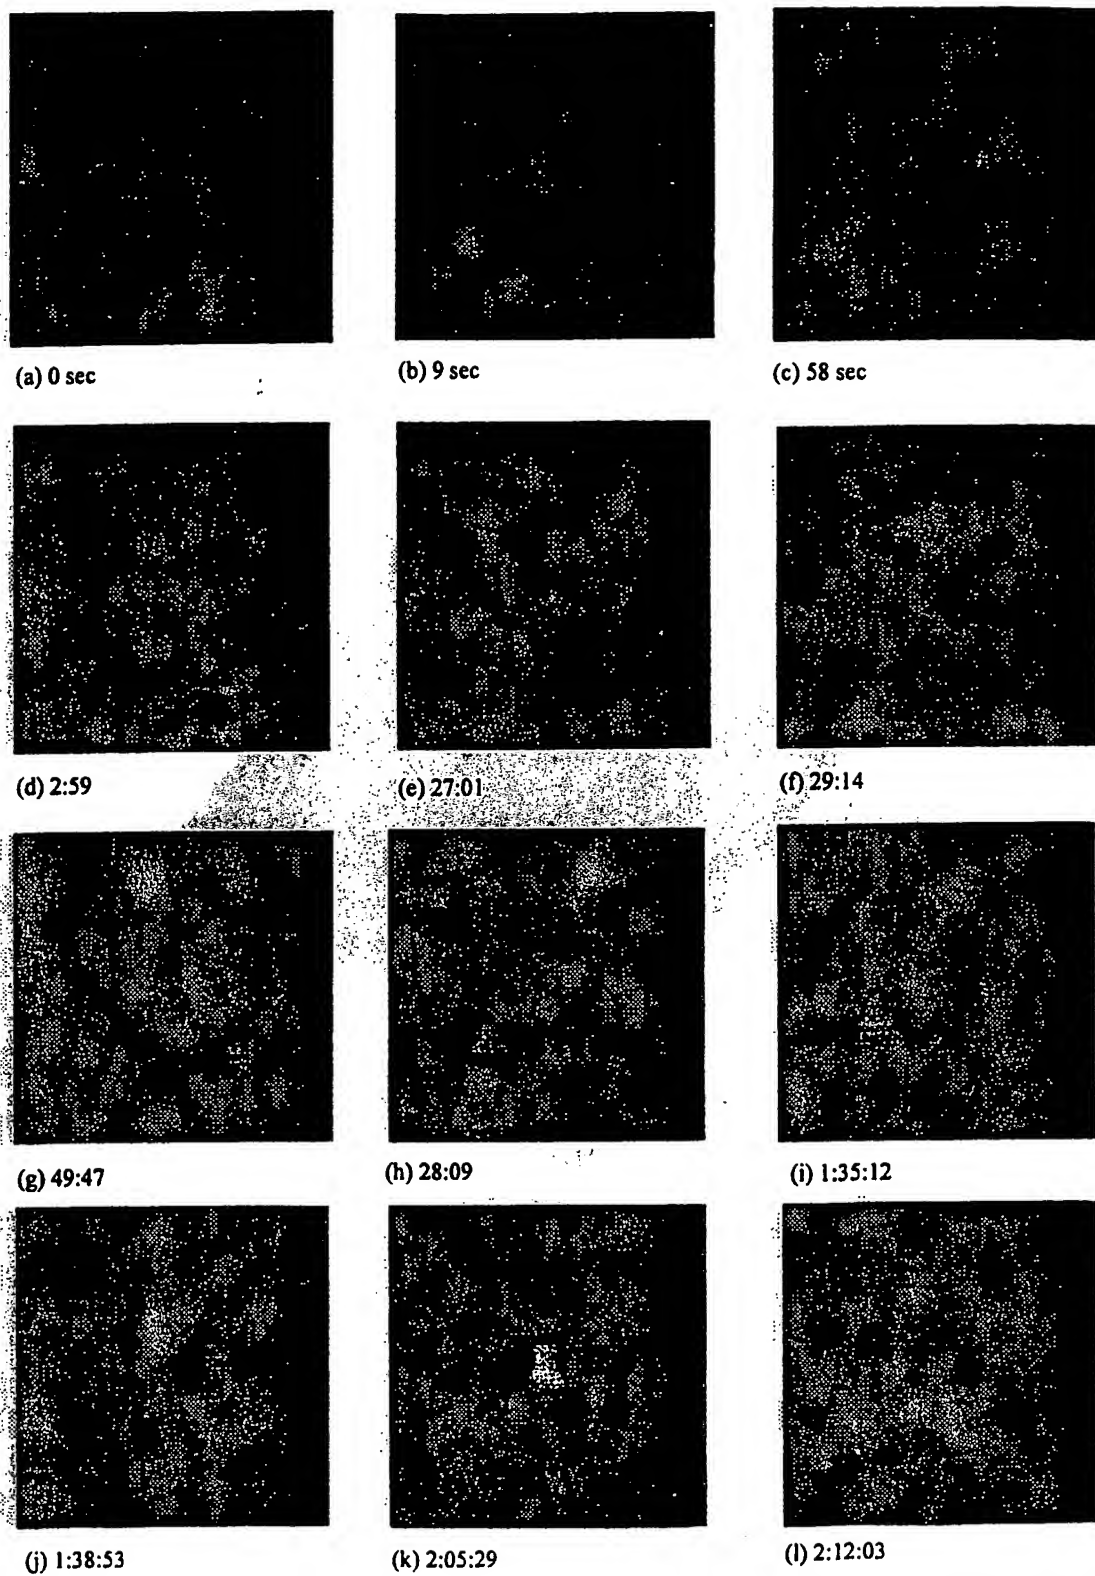 (a) 0 sec
(b) 9 sec
(c) 58 sec
(d) 2:59
(e) 27:01
(f) 29:14
(g) 49:47
(h) 28:09
(i) 1:35:12
(j) 1:38:53
(k) 2:05:29
(l) 2:12:03